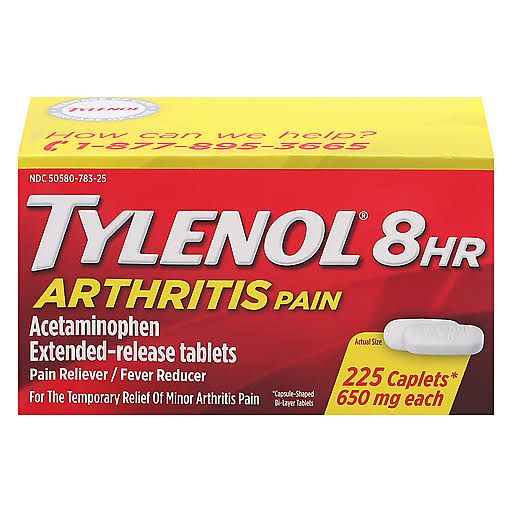 TYLENOL
How can we help?
1-877-895-3665
NDC 50580-783-25
TYLENOL® 8HR
ARTHRITIS PAIN
Acetaminophen
Extended-release tablets
Pain Reliever / Fever Reducer
For The Temporary Relief Of Minor Arthritis Pain
*Capsule-Shaped
Bi-Layer Tablets
Actual Size
225 Caplets*
650 mg each